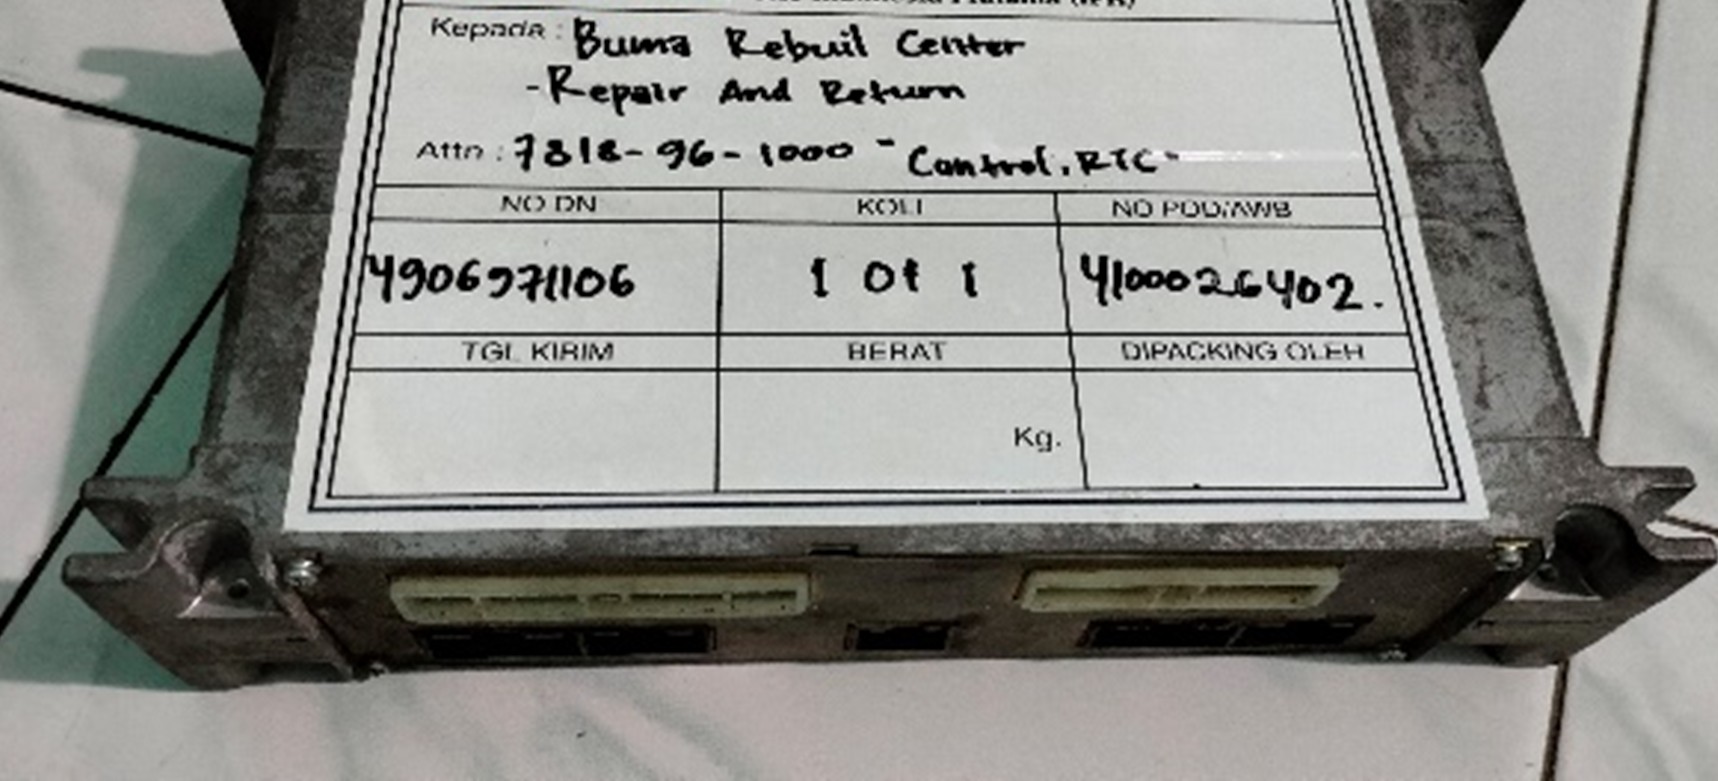 Kepada : Buma Rebuil Center
- Repair And Return
Attn : 7818-96-1000 - Control. RTC -
NO DN KOLI NO POD/AWB
4906971106 1 Of 1 4100026402.
TGL KIRIM BERAT DIPACKING OLEH
Kg.